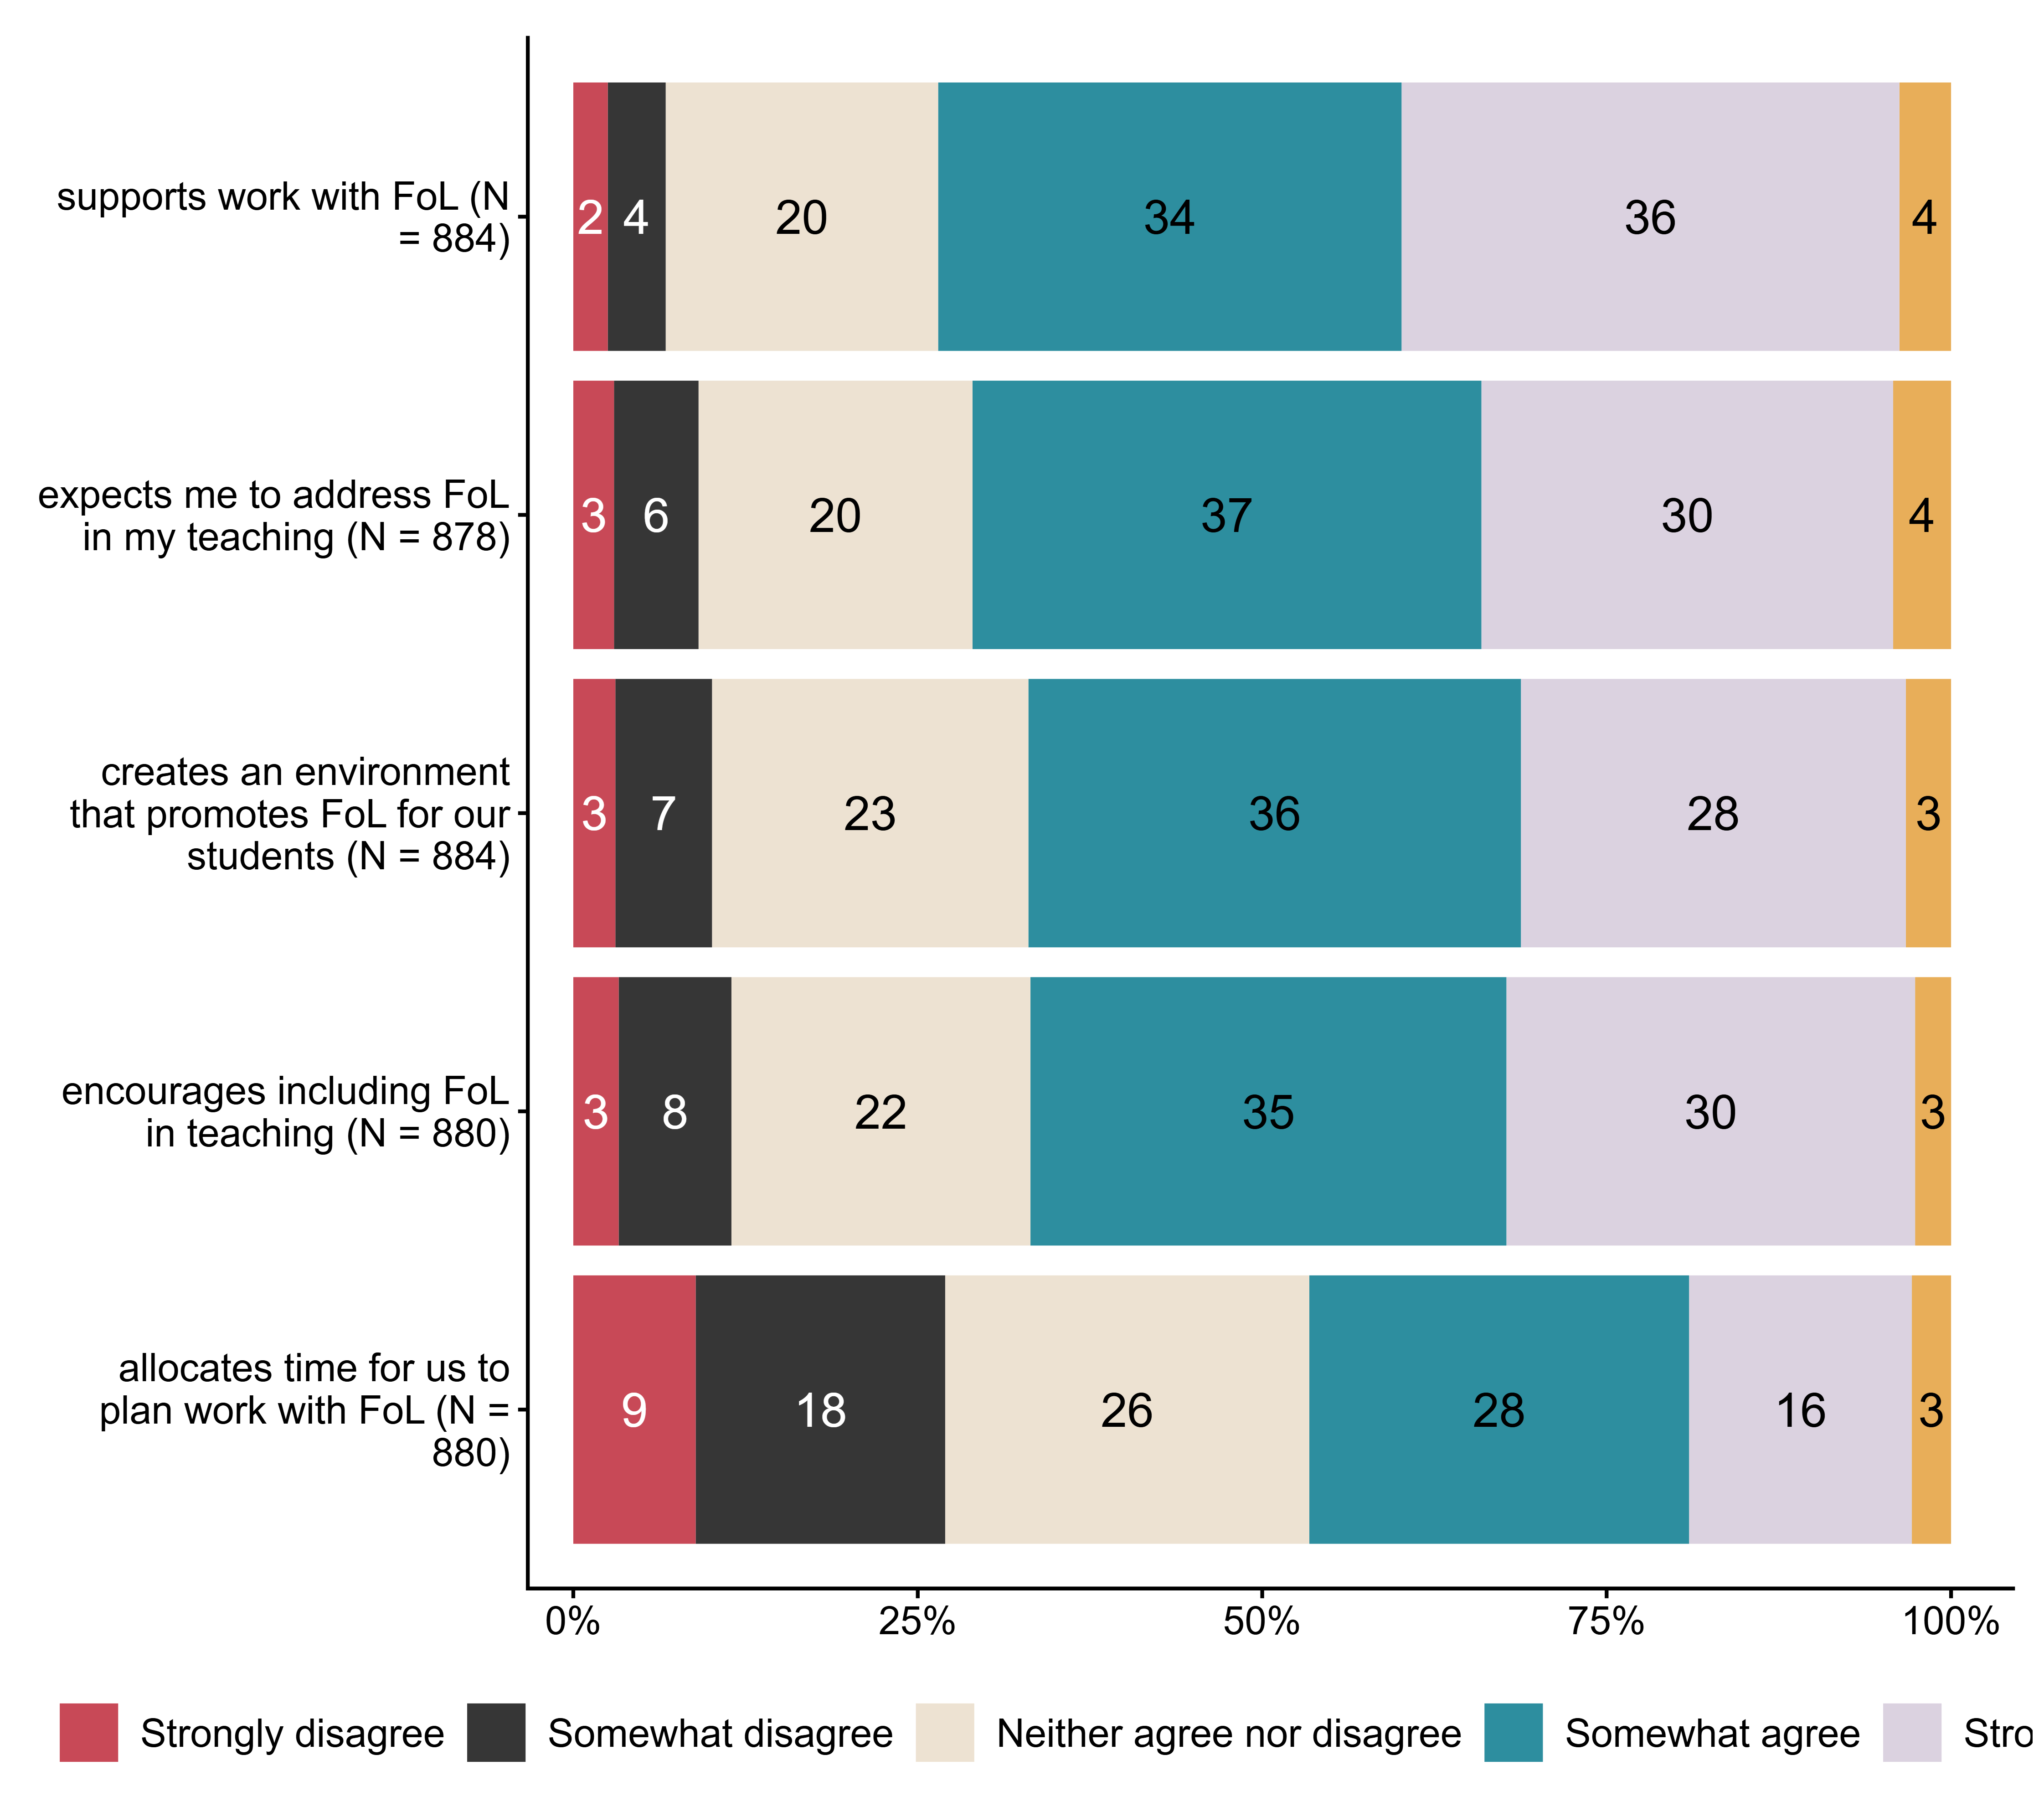 supports work with FoL (N
= 884)
2 4 20 34 36 4
expects me to address FoL
in my teaching (N = 878)
3 6 20 37 30 4
creates an environment
that promotes FoL for our
students (N = 884)
3 7 23 36 28 3
encourages including FoL
in teaching (N = 880)
3 8 22 35 30 3
allocates time for us to
plan work with FoL (N =
880)
9 18 26 28 16 3
0% 25% 50% 75% 100%
Strongly disagree Somewhat disagree Neither agree nor disagree Somewhat agree Stro